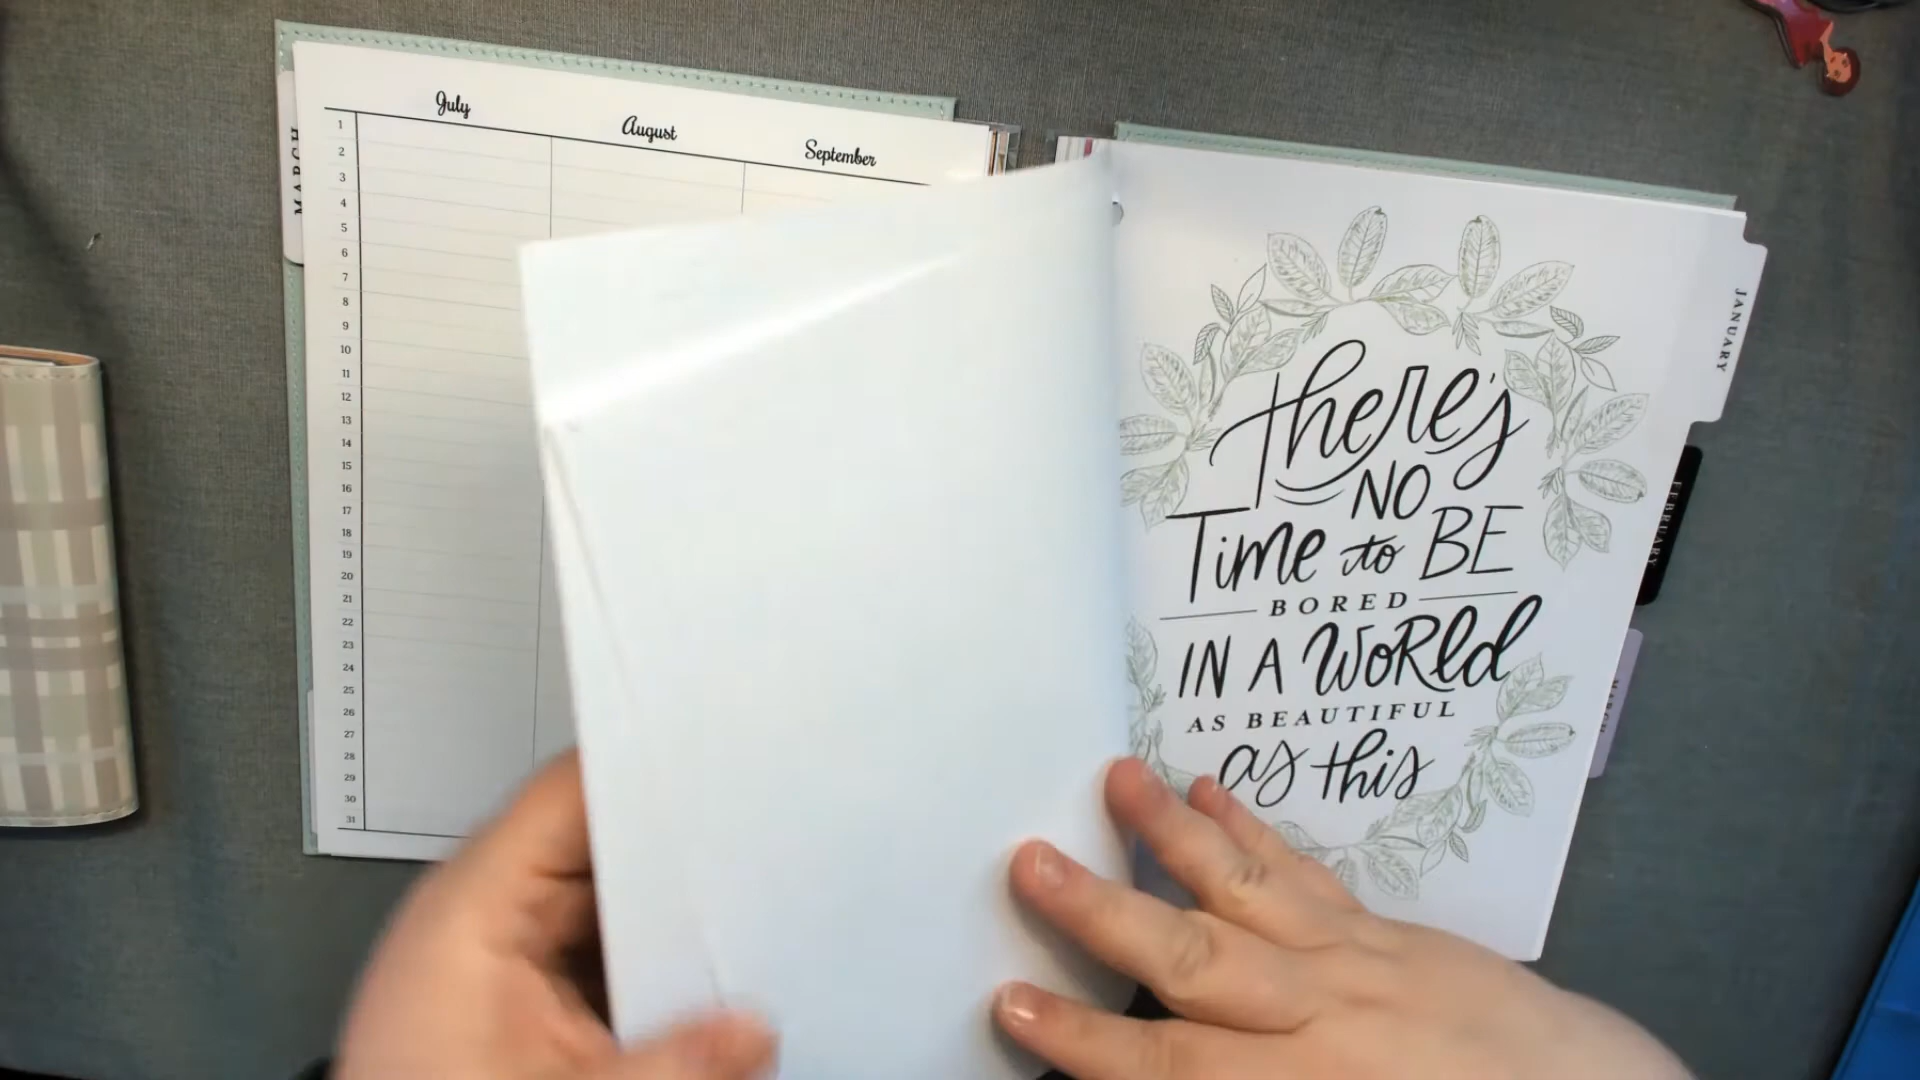 MARCH
July August September
1
2
3
4
5
6
7
8
9
10
11
12
13
14
15
16
17
18
19
20
21
22
23
24
25
26
27
28
29
30
31
there's
NO
Time to BE
BORED
IN A WORLD
AS BEAUTIFUL
as this
JANUARY
FEBRUARY
MARCH